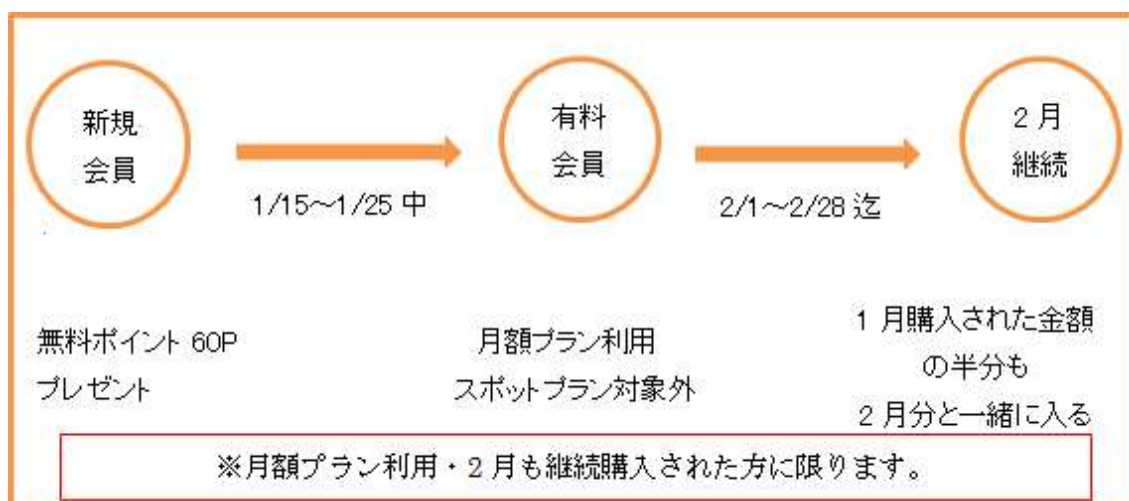 新規
会員
1/15～1/25 中
有料
会員
2/1～2/28 迄
2 月
継続
無料ポイント 60P
プレゼント
月額プラン利用
スポットプラン対象外
1 月購入された金額
の半分も
2 月分と一緒に入る
※月額プラン利用・2 月も継続購入された方に限ります。